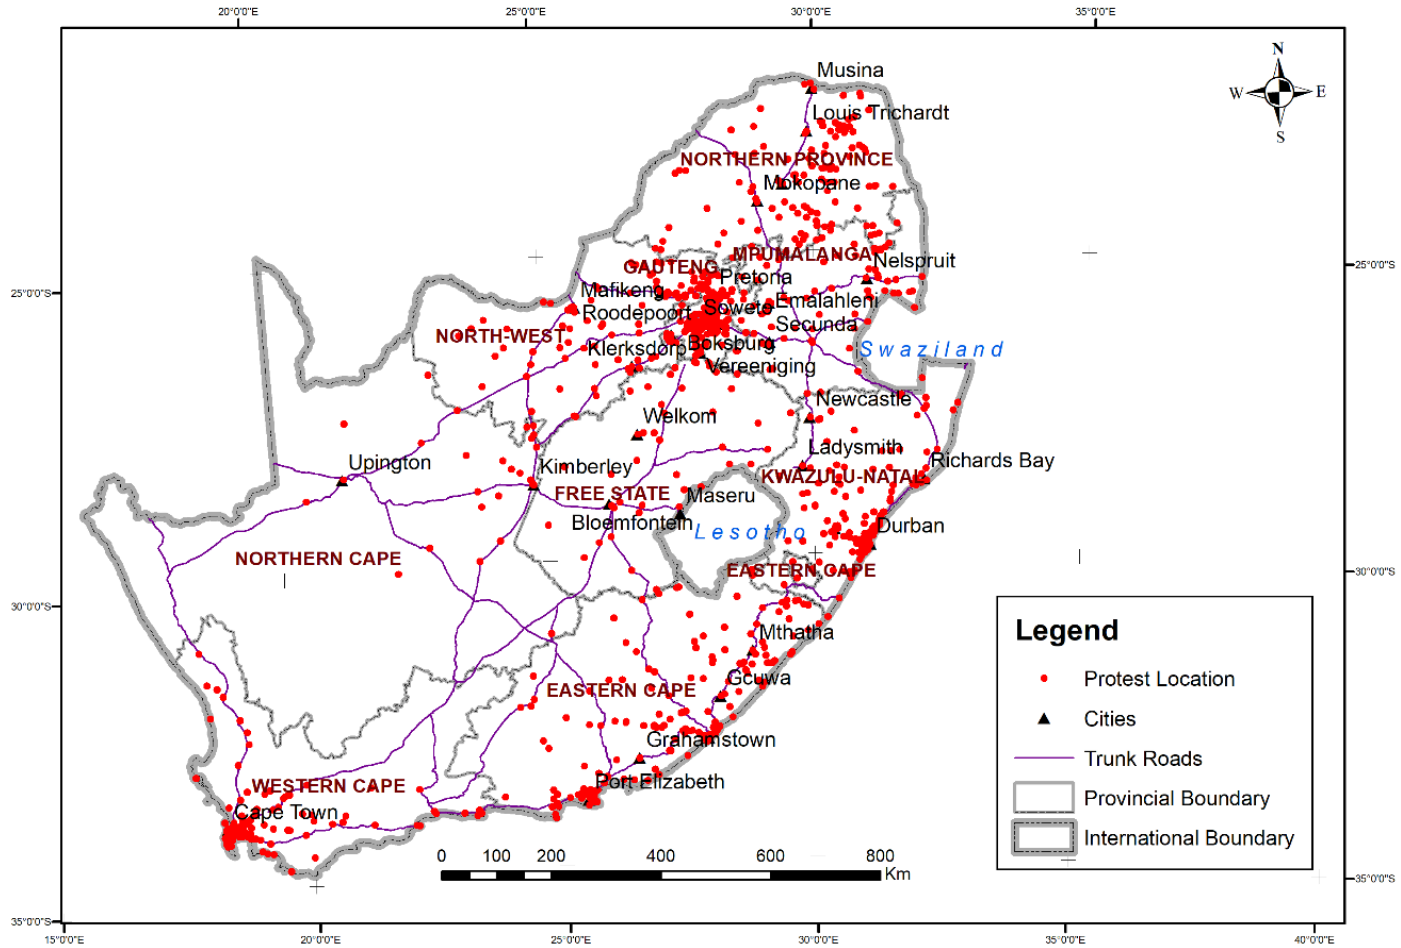 20°0'0"E
25°0'0"E
30°0'0"E
35°0'0"E
N
W
E
S
Musina
Louis Trichardt
NORTHERN PROVINCE
Mokopane
MPUMALANGA
Nelspruit
GAUTENG
Pretona
25°0'0"S
25°0'0"S
Mafikeng
Emalahleni
Roodepoort
Soweto
Secunda
NORTH-WEST
Klerksdorp
Boksburg
Swaziland
Vereeniging
Newcastle
Welkom
Ladysmith
Upington
Kimberley
Richards Bay
KWAZULU-NATAL
FREE STATE
Maseru
Bloemfontein
Lesotho
Durban
NORTHERN CAPE
EASTERN CAPE
30°0'0"S
30°0'0"S
Mthatha
Gcuwa
EASTERN CAPE
Grahamstown
WESTERN CAPE
Port Elizabeth
Cape Town
Legend
Protest Location
Cities
Trunk Roads
Provincial Boundary
International Boundary
0 100 200 400 600 800
Km
35°0'0"S
35°0'0"S
15°0'0"E
20°0'0"E
25°0'0"E
30°0'0"E
35°0'0"E
40°0'0"E